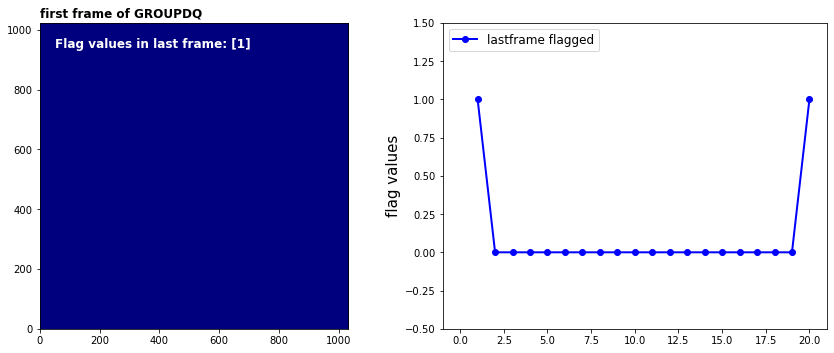 first frame of GROUPDQ
Flag values in last frame: [1]
1000
800
600
400
200
0
0 200 400 600 800 1000
lastframe flagged
flag values
1.50
1.25
1.00
0.75
0.50
0.25
0.00
−0.25
−0.50
0.0 2.5 5.0 7.5 10.0 12.5 15.0 17.5 20.0